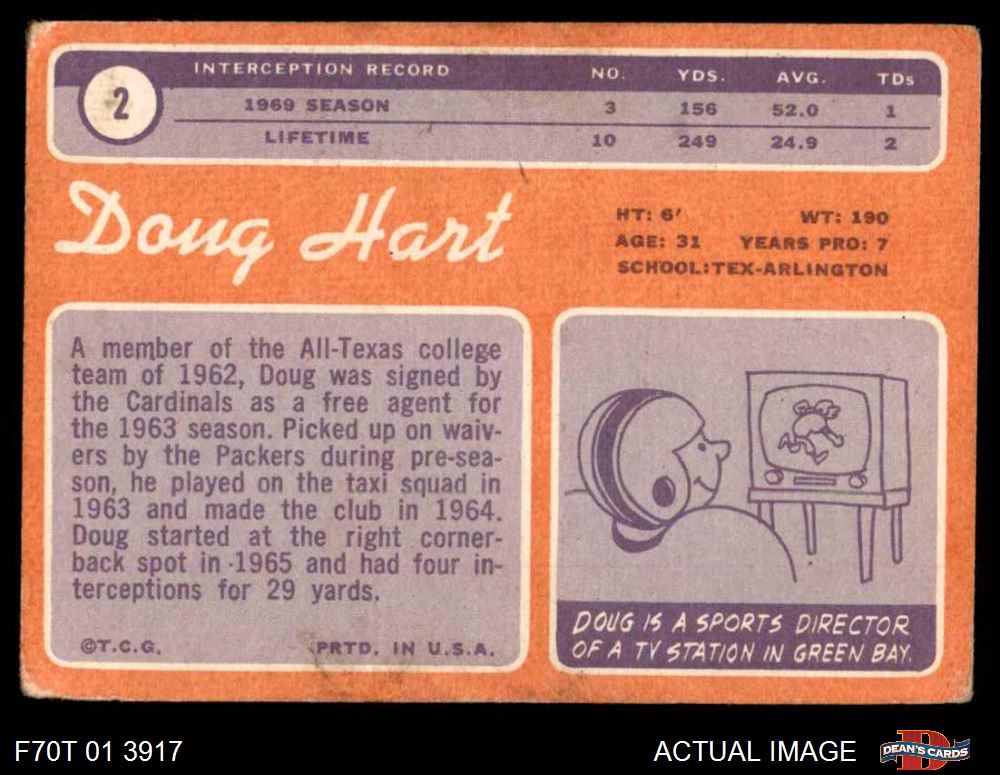 2
INTERCEPTION RECORD NO. YDS. AVG. TDs
1969 SEASON 3 156 52.0 1
LIFETIME 10 249 24.9 2
Doug Hart
HT: 6' WT: 190
AGE: 31 YEARS PRO: 7
SCHOOL:TEX-ARLINGTON
A member of the All-Texas college
team of 1962, Doug was signed by
the Cardinals as a free agent for
the 1963 season. Picked up on waiv-
ers by the Packers during pre-sea-
son, he played on the taxi squad in
1963 and made the club in 1964.
Doug started at the right corner-
back spot in 1965 and had four in-
terceptions for 29 yards.
©T.C.G. PRTD. IN U.S.A.
DOUG IS A SPORTS DIRECTOR
OF A TV STATION IN GREEN BAY.
F70T 01 3917
ACTUAL IMAGE
DEAN'S CARDS